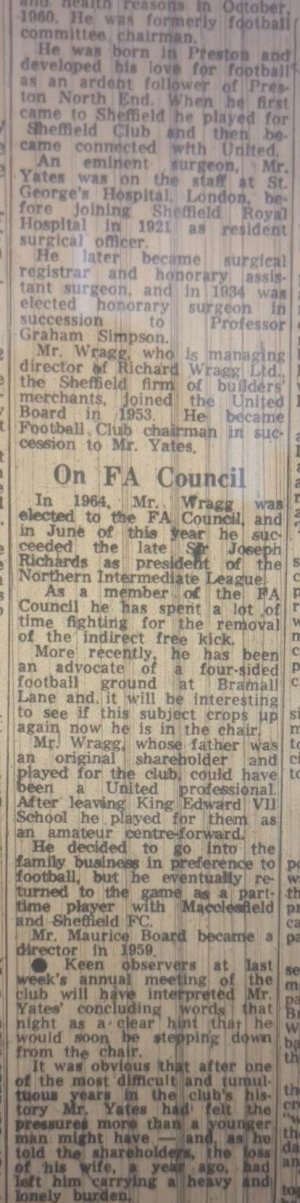 and health reasons in October,
1960. He was formerly football
committee chairman.
He was born in Preston and
developed his love for football
as an ardent follower of Pres-
ton North End. When he first
came to Sheffield he played for
Sheffield Club and then be-
came connected with United.
An eminent surgeon, Mr.
Yates was on the staff at St.
George's Hospital, London, be-
fore joining Sheffield Royal
Hospital in 1921 as resident
surgical officer.
He later became surgical
registrar and honorary assis-
tant surgeon, and in 1934 was
elected honorary surgeon in
succession to Professor
Graham Simpson.
Mr. Wragg, who is managing
director of Richard Wragg Ltd.,
the Sheffield firm of builders'
merchants, joined the United
Board in 1953. He became
Football Club chairman in suc-
cession to Mr. Yates.
On FA Council
In 1964, Mr. Wragg was
elected to the FA Council, and
in June of this year he suc-
ceeded the late Sir Joseph
Richards as president of the
Northern Intermediate League.
As a member of the FA
Council he has spent a lot of
time fighting for the removal
of the indirect free kick.
More recently, he has been
an advocate of a four-sided
football ground at Bramall
Lane and it will be interesting
to see if this subject crops up
again now he is in the chair.
Mr. Wragg, whose father was
an original shareholder and
played for the club, could have
been a United professional.
After leaving King Edward VII
School he played for them as
an amateur centre-forward.
He decided to go into the
family business in preference to
football, but he eventually re-
turned to the game as a part-
time player with Macclesfield
and Sheffield FC.
Mr. Maurice Board became a
director in 1959.
● Keen observers at last
week's annual meeting of the
club will have interpreted Mr.
Yates' concluding words that
night as a clear hint that he
would soon be stepping down
from the chair.
It was obvious that after one
of the most difficult and tumul-
tuous years in the club's his-
tory Mr. Yates had felt the
pressures more than a younger
man might have — and, as he
told the shareholders, the loss
of his wife, a year ago, had
left him carrying a heavy and
lonely burden.